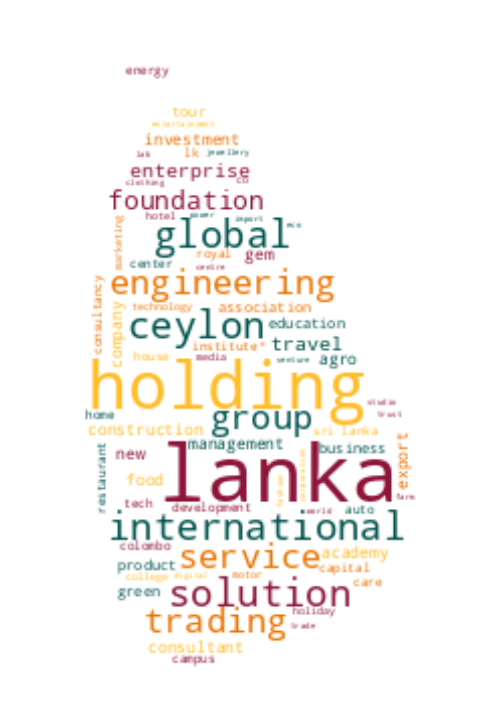 energy
tour
entertainment
investment
lab lk jewellery
enterprise
clothing co
foundation
hotel power import
global eco
marketing royal gem
center centre
engineering
consultancy company technology association
ceylon education
institute travel
house media venture agro
holding
studio
home group trust
construction sri lanka
management business
restaurant new lanka export
food
tech development world auto farm
international
colombo service academy
product capital
college digital motor care
green solution
holiday
trading trade
consultant
campus